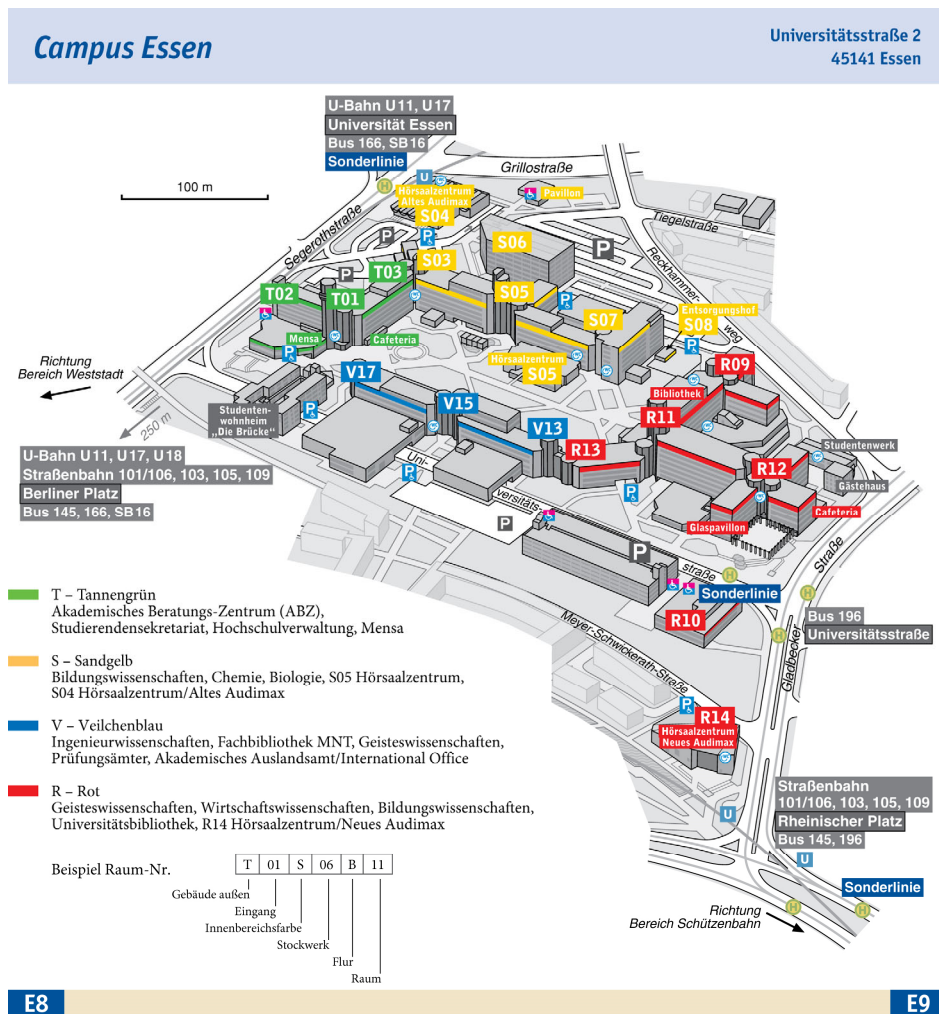 Campus Essen
Universitätsstraße 2
45141 Essen
U-Bahn U11, U17
Universität Essen
Bus 166, SB16
Sonderlinie
100 m
Grillostraße
Segerothstraße
Tiegelstraße
Reckhammer-
weg
U
H
Hörsaalzentrum
Altes Audimax
S04
Pavillon
P
P
S03
S06
P
P
T03
T02
T01
S05
S07
Entsorgungshof
S08
P
P
Mensa
Cafeteria
P
Hörsaalzentrum
S05
R09
Richtung
Bereich Weststadt
V17
Bibliothek
250 m
Studenten-
wohnheim
„Die Brücke“
P
V15
V13
R11
R13
Studentenwerk
U-Bahn U11, U17, U18
Straßenbahn 101/106, 103, 105, 109
Berliner Platz
Bus 145, 166, SB16
Uni-
versitäts-
straße
P
P
R12
Gästehaus
Glaspavillon
Cafeteria
P
P
H
Sonderlinie
R10
H
H
Bus 196
Universitätsstraße
Gladbecker
Straße
Meyer-Schwickerath-Straße
T – Tannengrün
Akademisches Beratungs-Zentrum (ABZ),
Studierendensekretariat, Hochschulverwaltung, Mensa
S – Sandgelb
Bildungswissenschaften, Chemie, Biologie, S05 Hörsaalzentrum,
S04 Hörsaalzentrum/Altes Audimax
V – Veilchenblau
Ingenieurwissenschaften, Fachbibliothek MNT, Geisteswissenschaften,
Prüfungsämter, Akademisches Auslandsamt/International Office
R – Rot
Geisteswissenschaften, Wirtschaftswissenschaften, Bildungswissenschaften,
Universitätsbibliothek, R14 Hörsaalzentrum/Neues Audimax
P
R14
Hörsaalzentrum
Neues Audimax
Straßenbahn
101/106, 103, 105, 109
Rheinischer Platz
Bus 145, 196
U
U
Sonderlinie
H
H
Richtung
Bereich Schützenbahn
Beispiel Raum-Nr.
T 01 S 06 B 11
Gebäude außen
Eingang
Innenbereichsfarbe
Stockwerk
Flur
Raum
E8
E9